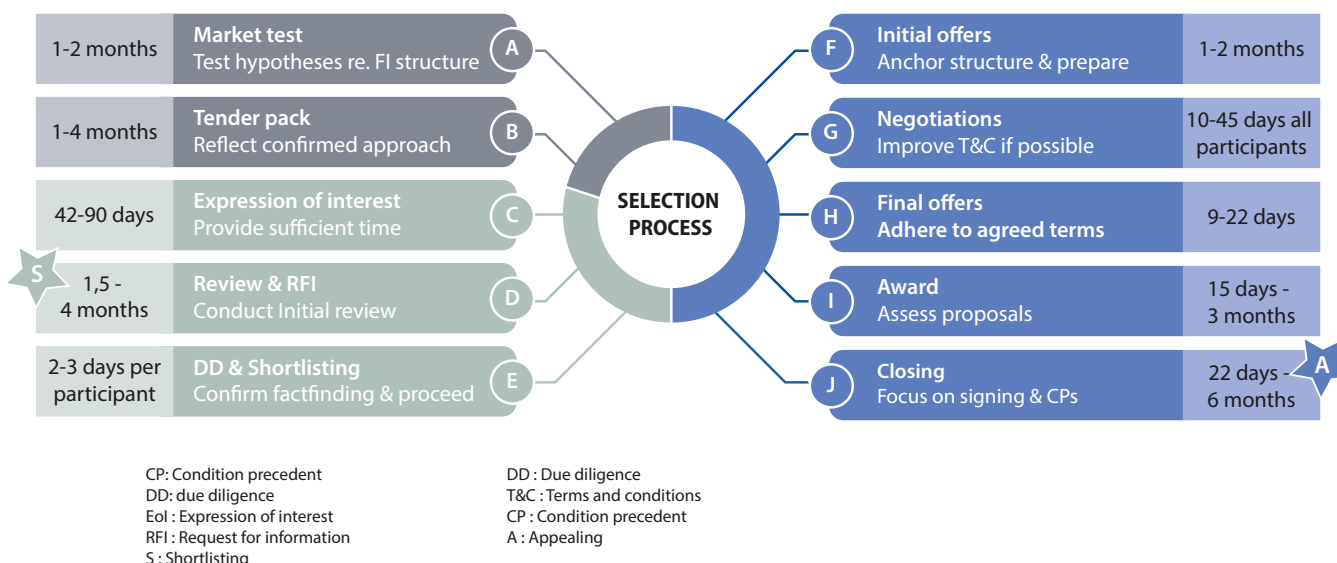 1-2 months
Market test
Test hypotheses re. FI structure
A
1-4 months
Tender pack
Reflect confirmed approach
B
42-90 days
Expression of interest
Provide sufficient time
C
S
1,5 -
4 months
Review & RFI
Conduct Initial review
D
2-3 days per
participant
DD & Shortlisting
Confirm factfinding & proceed
E
SELECTION
PROCESS
F
Initial offers
Anchor structure & prepare
1-2 months
G
Negotiations
Improve T&C if possible
10-45 days all
participants
H
Final offers
Adhere to agreed terms
9-22 days
I
Award
Assess proposals
15 days -
3 months
J
Closing
Focus on signing & CPs
22 days -
6 months
A
CP: Condition precedent
DD: due diligence
EoI : Expression of interest
RFI : Request for information
S : Shortlisting
DD : Due diligence
T&C : Terms and conditions
CP : Condition precedent
A : Appealing